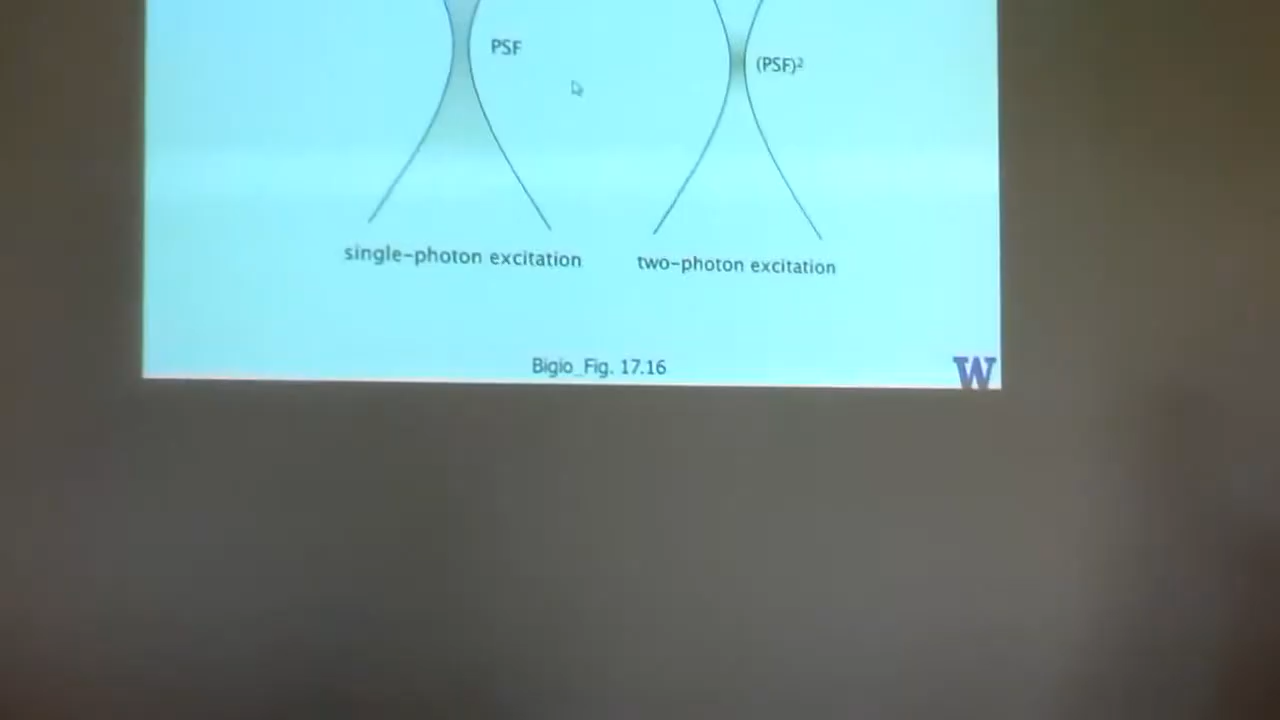 PSF
(PSF)²
single-photon excitation
two-photon excitation
Bigio_Fig. 17.16
W